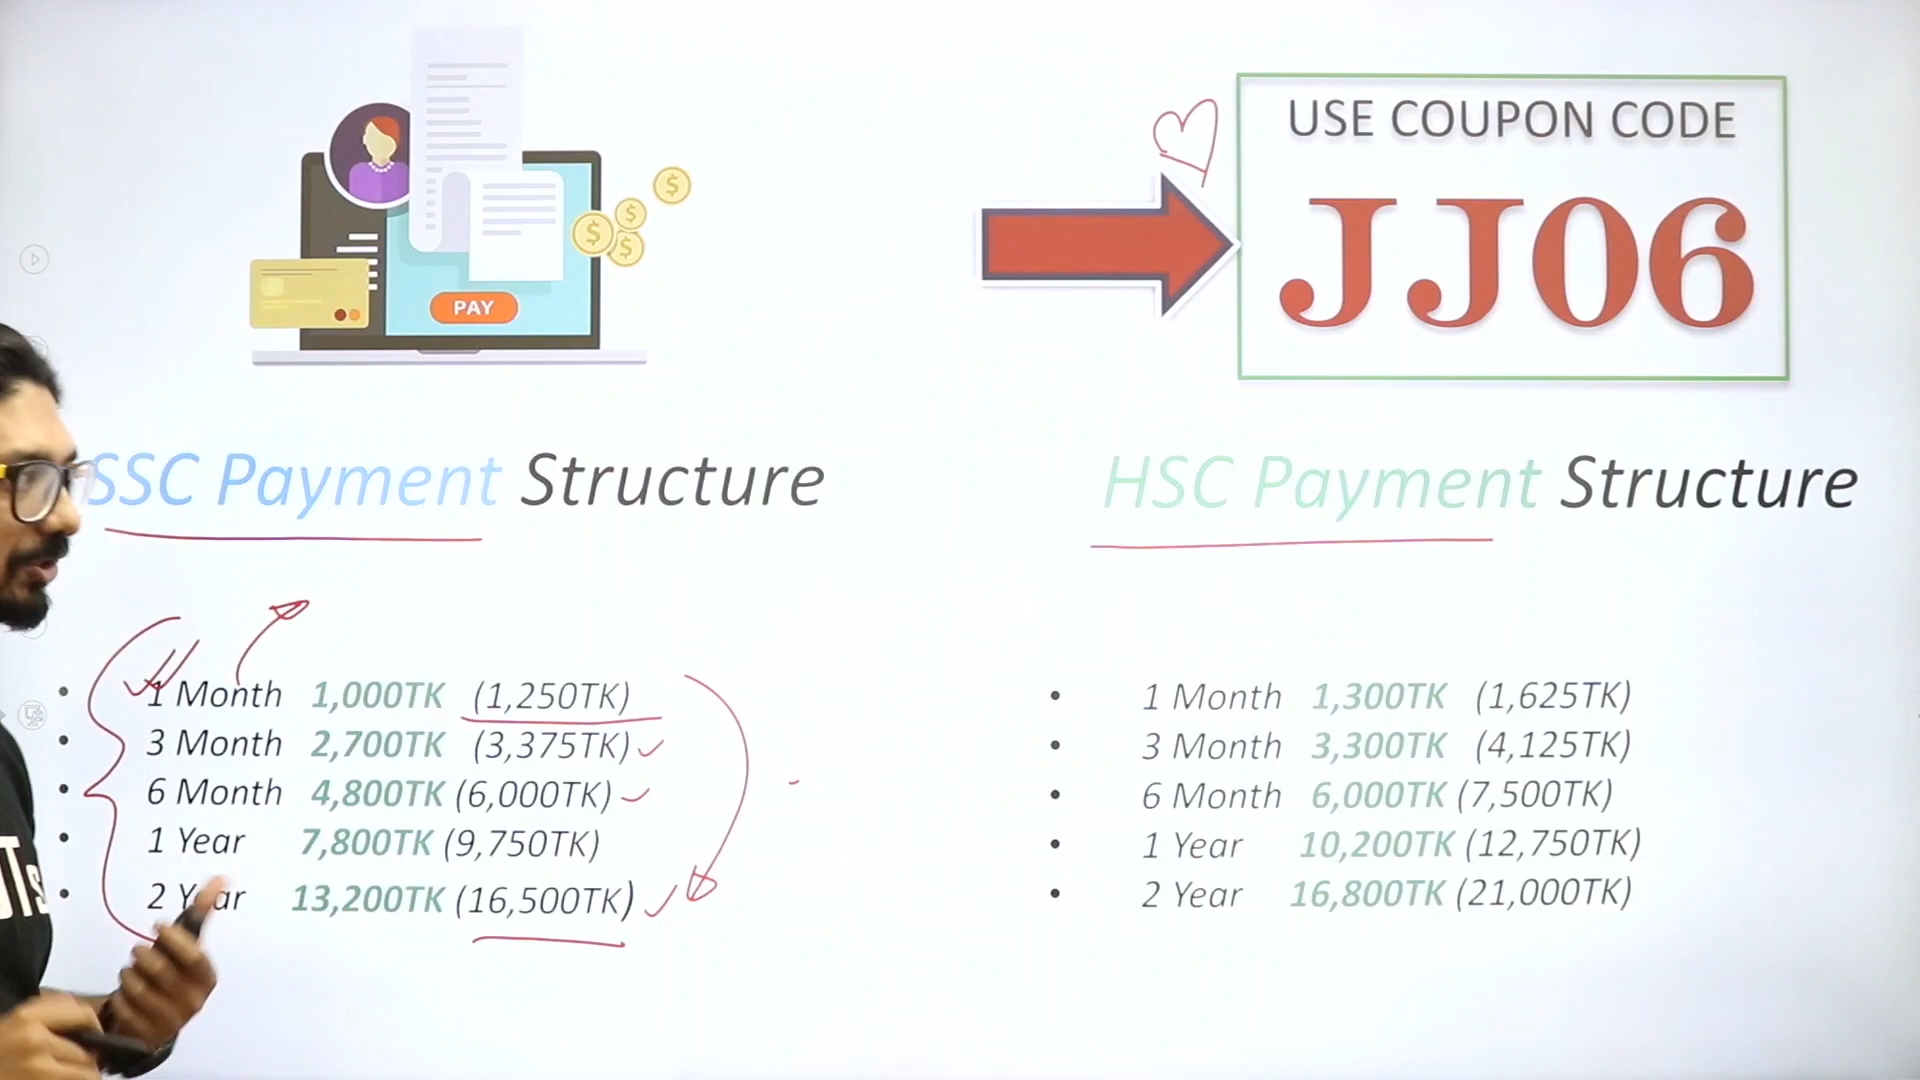 USE COUPON CODE
JJ06
PAY
SSC Payment Structure
1 Month 1,000TK (1,250TK)
3 Month 2,700TK (3,375TK)
6 Month 4,800TK (6,000TK)
1 Year 7,800TK (9,750TK)
2 Year 13,200TK (16,500TK)
HSC Payment Structure
1 Month 1,300TK (1,625TK)
3 Month 3,300TK (4,125TK)
6 Month 6,000TK (7,500TK)
1 Year 10,200TK (12,750TK)
2 Year 16,800TK (21,000TK)